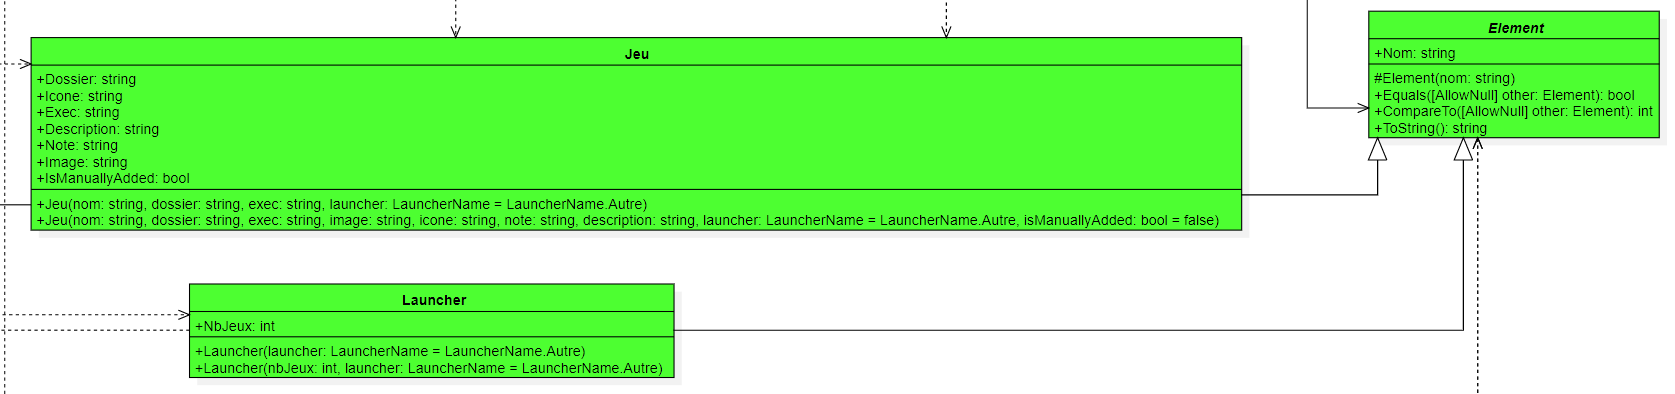 Jeu
+Dossier: string
+Icone: string
+Exec: string
+Description: string
+Note: string
+Image: string
+IsManuallyAdded: bool
+Jeu(nom: string, dossier: string, exec: string, launcher: LauncherName = LauncherName.Autre)
+Jeu(nom: string, dossier: string, exec: string, image: string, icone: string, note: string, description: string, launcher: LauncherName = LauncherName.Autre, isManuallyAdded: bool = false)
Element
+Nom: string
#Element(nom: string)
+Equals([AllowNull] other: Element): bool
+CompareTo([AllowNull] other: Element): int
+ToString(): string
Launcher
+NbJeux: int
+Launcher(launcher: LauncherName = LauncherName.Autre)
+Launcher(nbJeux: int, launcher: LauncherName = LauncherName.Autre)